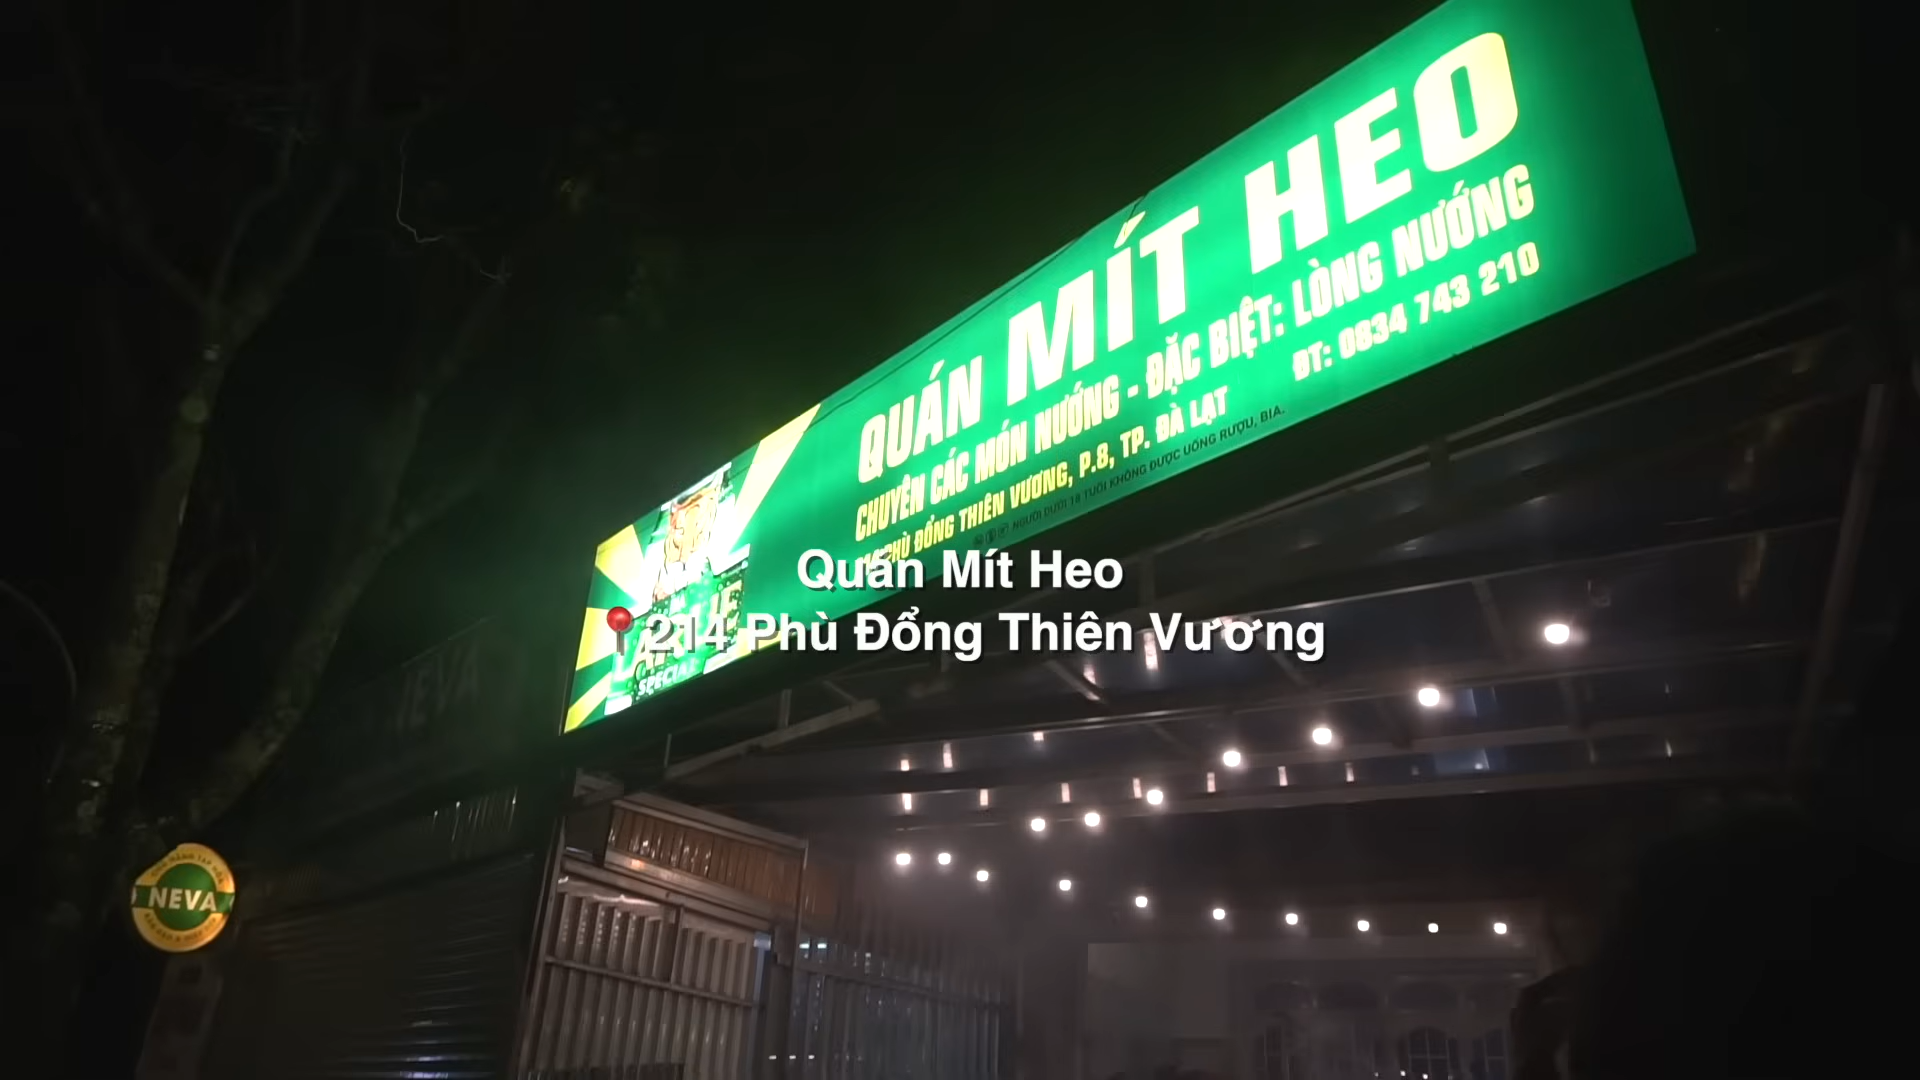 QUÁN MÍT HEO
CHUYÊN CÁC MÓN NƯỚNG - ĐẶC BIỆT: LÒNG NƯỚNG
PHÙ ĐỔNG THIÊN VƯƠNG, P.8, TP. ĐÀ LẠT
ĐT: 0834 743 210
NGƯỜI DƯỚI 18 TUỔI KHÔNG ĐƯỢC UỐNG RƯỢU, BIA.
Quán Mít Heo
214 Phù Đổng Thiên Vương
SPECIAL
NEVA